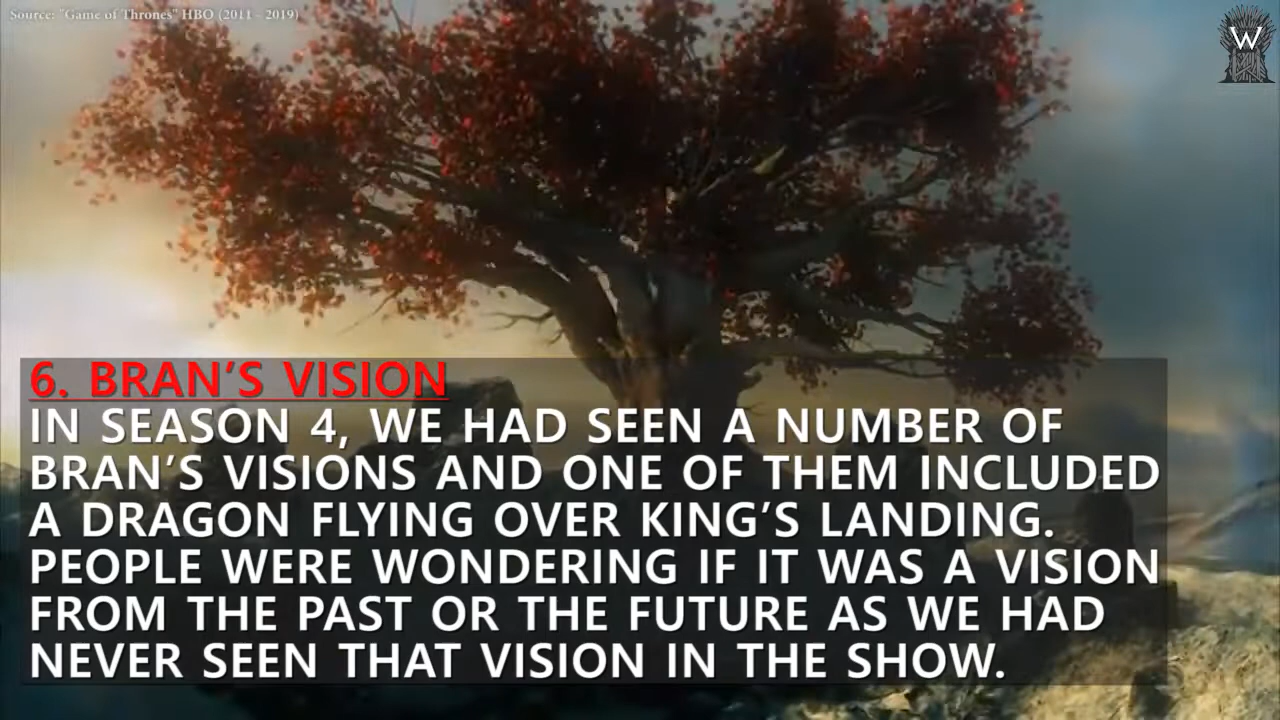 Source: "Game of Thrones" HBO (2011 - 2019)
W
6. BRAN'S VISION
IN SEASON 4, WE HAD SEEN A NUMBER OF
BRAN'S VISIONS AND ONE OF THEM INCLUDED
A DRAGON FLYING OVER KING'S LANDING.
PEOPLE WERE WONDERING IF IT WAS A VISION
FROM THE PAST OR THE FUTURE AS WE HAD
NEVER SEEN THAT VISION IN THE SHOW.